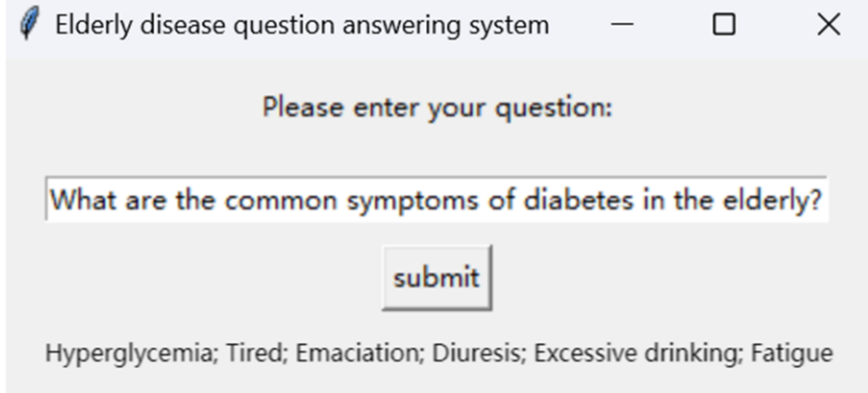 Elderly disease question answering system
Please enter your question:
What are the common symptoms of diabetes in the elderly?
submit
Hyperglycemia; Tired; Emaciation; Diuresis; Excessive drinking; Fatigue